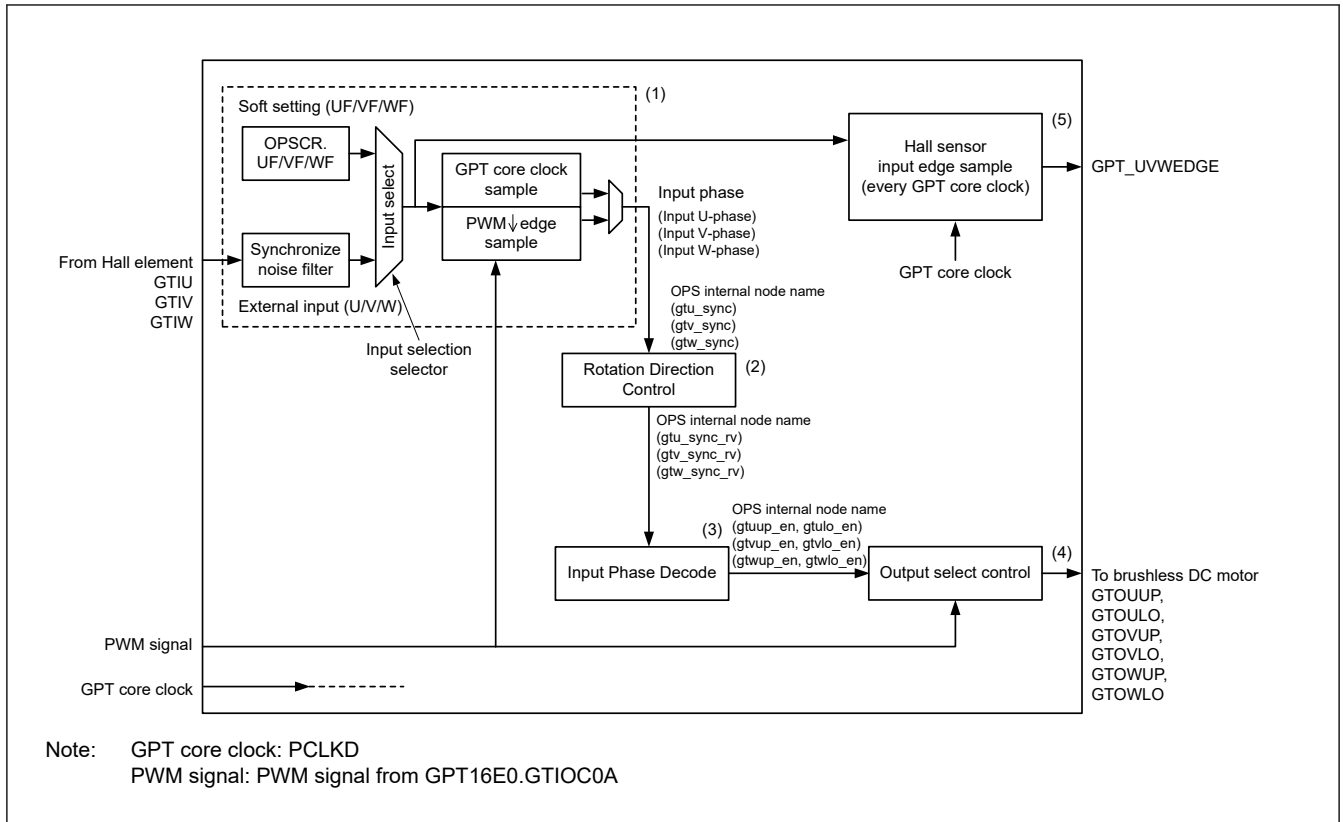 (1)
Soft setting (UF/VF/WF)
OPSCR.
UF/VF/WF
Input select
GPT core clock
sample
PWM↓edge
sample
Synchronize
noise filter
External input (U/V/W)
From Hall element
GTIU
GTIV
GTIW
Input selection
selector
Input phase
(Input U-phase)
(Input V-phase)
(Input W-phase)
(5)
Hall sensor
input edge sample
(every GPT core clock)
GPT_UVWEDGE
GPT core clock
OPS internal node name
(gtu_sync)
(gtv_sync)
(gtw_sync)
Rotation Direction
Control
(2)
OPS internal node name
(gtu_sync_rv)
(gtv_sync_rv)
(gtw_sync_rv)
(3)
Input Phase Decode
OPS internal node name
(gtuup_en, gtulo_en)
(gtvup_en, gtvlo_en)
(gtwup_en, gtwlo_en)
Output select control
(4)
To brushless DC motor
GTOUUP,
GTOULO,
GTOVUP,
GTOVLO,
GTOWUP,
GTOWLO
PWM signal
GPT core clock
Note: GPT core clock: PCLKD
PWM signal: PWM signal from GPT16E0.GTIOC0A